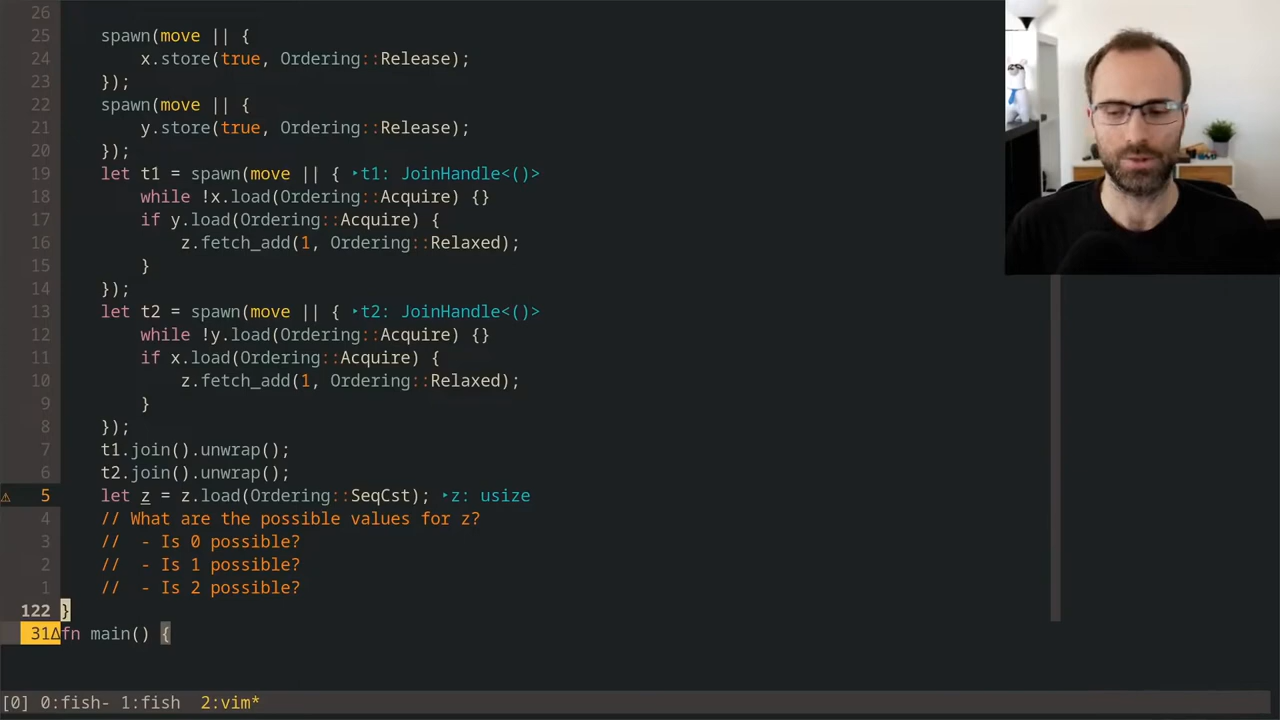 26
25 spawn(move || {
24 x.store(true, Ordering::Release);
23 });
22 spawn(move || {
21 y.store(true, Ordering::Release);
20 });
19 let t1 = spawn(move || { ‣t1: JoinHandle<()>
18 while !x.load(Ordering::Acquire) {}
17 if y.load(Ordering::Acquire) {
16 z.fetch_add(1, Ordering::Relaxed);
15 }
14 });
13 let t2 = spawn(move || { ‣t2: JoinHandle<()>
12 while !y.load(Ordering::Acquire) {}
11 if x.load(Ordering::Acquire) {
10 z.fetch_add(1, Ordering::Relaxed);
9 }
8 });
7 t1.join().unwrap();
6 t2.join().unwrap();
⚠ 5 let z = z.load(Ordering::SeqCst); ‣z: usize
4 // What are the possible values for z?
3 // - Is 0 possible?
2 // - Is 1 possible?
1 // - Is 2 possible?
122 }
31Δfn main() {
[0] 0:fish- 1:fish 2:vim*